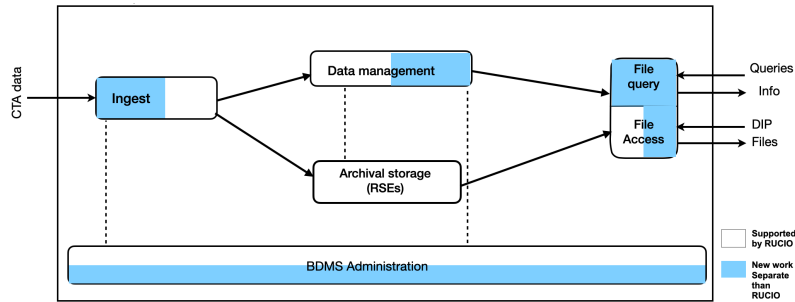 CTA data
Ingest
Data management
Archival storage
(RSEs)
File
query
File
Access
Queries
Info
DIP
Files
BDMS Administration
Supported
by RUCIO
New work
Separate
than
RUCIO